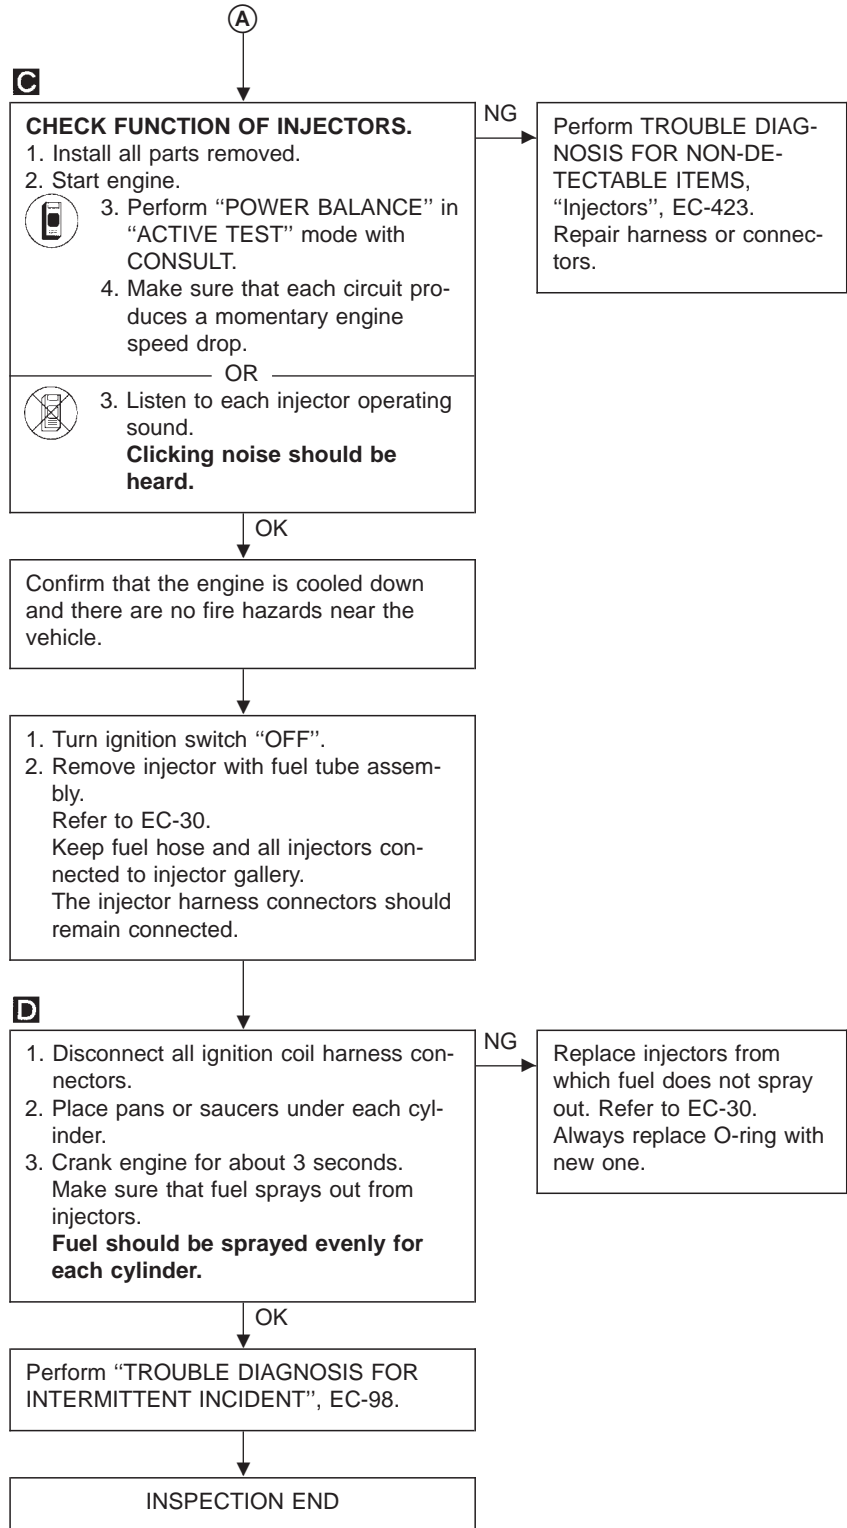 A
C
CHECK FUNCTION OF INJECTORS.
1. Install all parts removed.
2. Start engine.
3. Perform ‘‘POWER BALANCE’’ in
‘‘ACTIVE TEST’’ mode with
CONSULT.
4. Make sure that each circuit pro-
duces a momentary engine
speed drop.
OR
3. Listen to each injector operating
sound.
Clicking noise should be
heard.
NG
Perform TROUBLE DIAG-
NOSIS FOR NON-DE-
TECTABLE ITEMS,
‘‘Injectors’’, EC-423.
Repair harness or connec-
tors.
OK
Confirm that the engine is cooled down
and there are no fire hazards near the
vehicle.
1. Turn ignition switch ‘‘OFF’’.
2. Remove injector with fuel tube assem-
bly.
Refer to EC-30.
Keep fuel hose and all injectors con-
nected to injector gallery.
The injector harness connectors should
remain connected.
D
1. Disconnect all ignition coil harness con-
nectors.
2. Place pans or saucers under each cyl-
inder.
3. Crank engine for about 3 seconds.
Make sure that fuel sprays out from
injectors.
Fuel should be sprayed evenly for
each cylinder.
NG
Replace injectors from
which fuel does not spray
out. Refer to EC-30.
Always replace O-ring with
new one.
OK
Perform ‘‘TROUBLE DIAGNOSIS FOR
INTERMITTENT INCIDENT’’, EC-98.
INSPECTION END